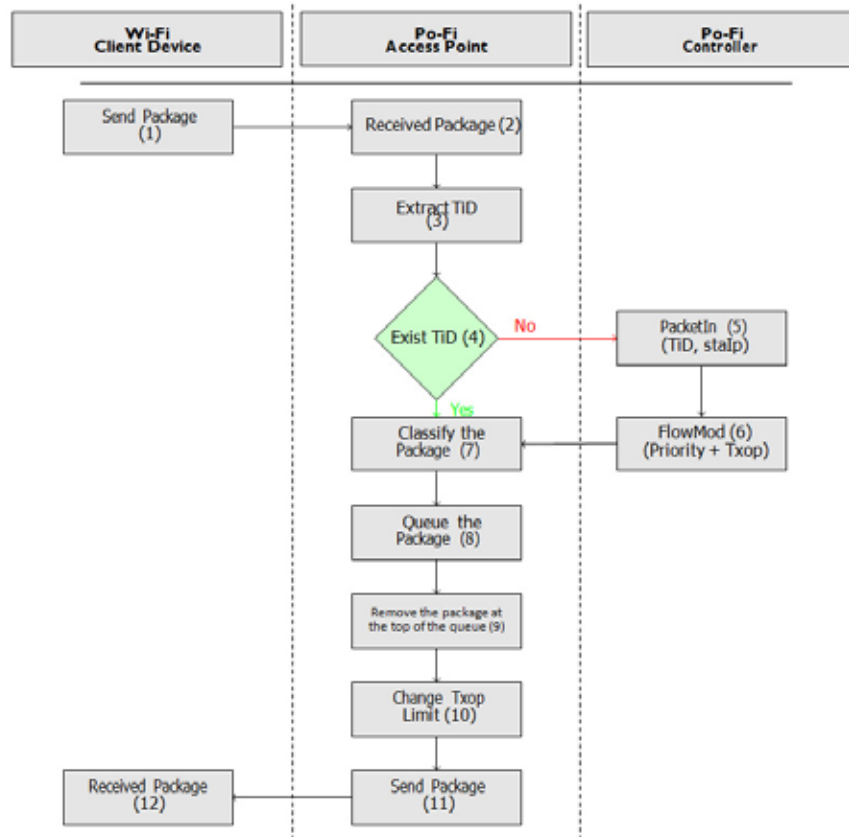 Wi-Fi
Client Device
Po-Fi
Access Point
Po-Fi
Controller
Send Package
(1)
Received Package (2)
Extract TiD
(3)
Exist TiD (4)
No
PacketIn (5)
(TiD, staIp)
Yes
Classify the
Package (7)
FlowMod (6)
(Priority + Txop)
Queue the
Package (8)
Remove the package at
the top of the queue (9)
Change Txop
Limit (10)
Received Package
(12)
Send Package
(11)